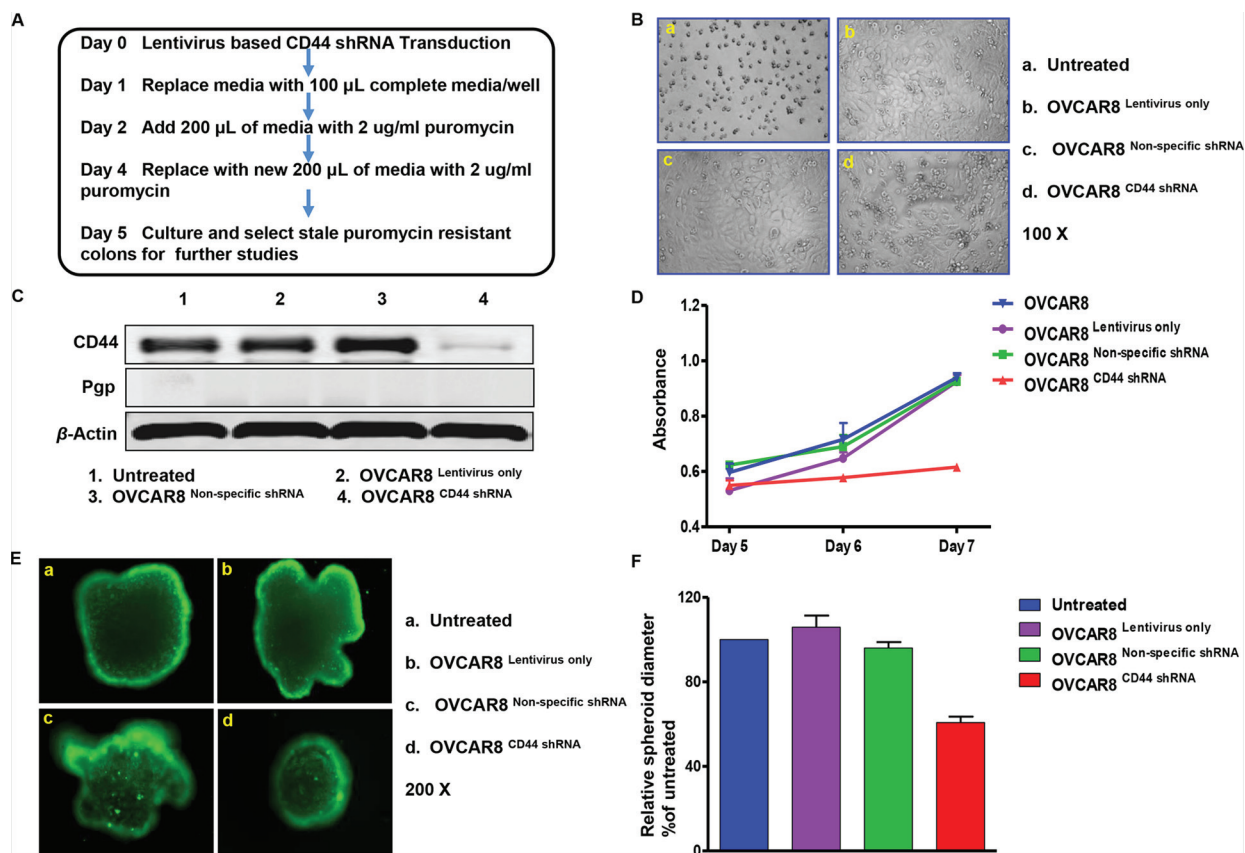 A
Day 0 Lentivirus based CD44 shRNA Transduction
Day 1 Replace media with 100 µL complete media/well
Day 2 Add 200 µL of media with 2 ug/ml puromycin
Day 4 Replace with new 200 µL of media with 2 ug/ml
puromycin
Day 5 Culture and select stale puromycin resistant
colons for further studies
B
a
b
c
d
a. Untreated
b. OVCAR8 Lentivirus only
c. OVCAR8 Non-specific shRNA
d. OVCAR8 CD44 shRNA
100 X
C
1 2 3 4
CD44
Pgp
β-Actin
1. Untreated 2. OVCAR8 Lentivirus only
3. OVCAR8 Non-specific shRNA 4. OVCAR8 CD44 shRNA
D
Absorbance
1.2
1.0
0.8
0.6
0.4
Day 5 Day 6 Day 7
OVCAR8
OVCAR8 Lentivirus only
OVCAR8 Non-specific shRNA
OVCAR8 CD44 shRNA
E
a
b
c
d
a. Untreated
b. OVCAR8 Lentivirus only
c. OVCAR8 Non-specific shRNA
d. OVCAR8 CD44 shRNA
200 X
F
Relative spheroid diameter
%of untreated
120
80
40
0
Untreated
OVCAR8 Lentivirus only
OVCAR8 Non-specific shRNA
OVCAR8 CD44 shRNA